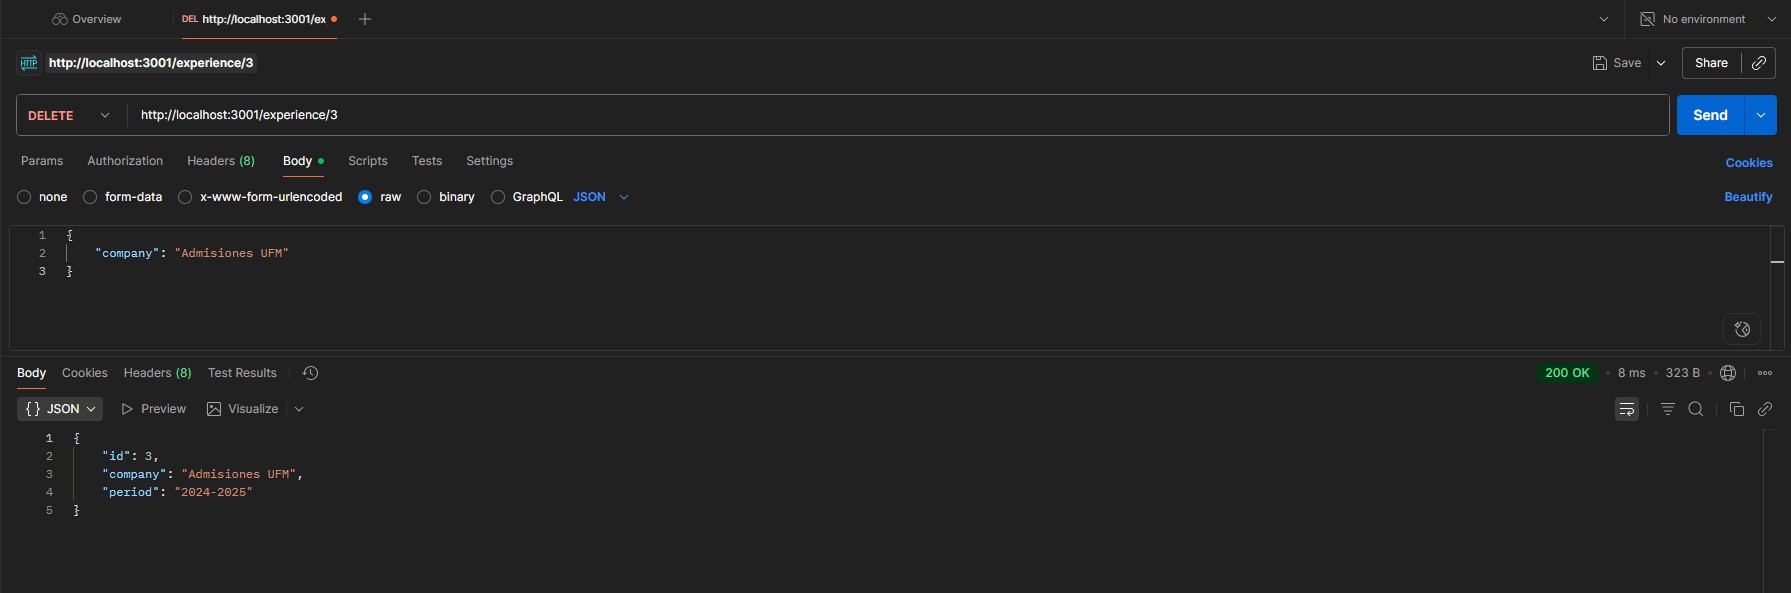 Overview DEL http://localhost:3001/ex No environment
HTTP http://localhost:3001/experience/3 Save Share
DELETE http://localhost:3001/experience/3 Send
Params Authorization Headers (8) Body Scripts Tests Settings Cookies
none form-data x-www-form-urlencoded raw binary GraphQL JSON Beautify
1 {
2 "company": "Admisiones UFM"
3 }
Body Cookies Headers (8) Test Results 200 OK 8 ms 323 B
{} JSON Preview Visualize
1 {
2 "id": 3,
3 "company": "Admisiones UFM",
4 "period": "2024-2025"
5 }